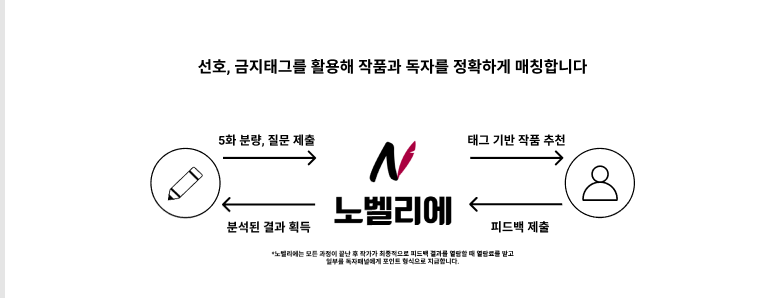 선호, 금지태그를 활용해 작품과 독자를 정확하게 매칭합니다
5화 분량, 질문 제출
태그 기반 작품 추천
노벨리에
분석된 결과 획득
피드백 제출
*노벨리에는 모든 과정이 끝난 후 작가가 최종적으로 피드백 결과를 열람할 때 열람료를 받고
일부를 독자패널에게 포인트 형식으로 지급합니다.